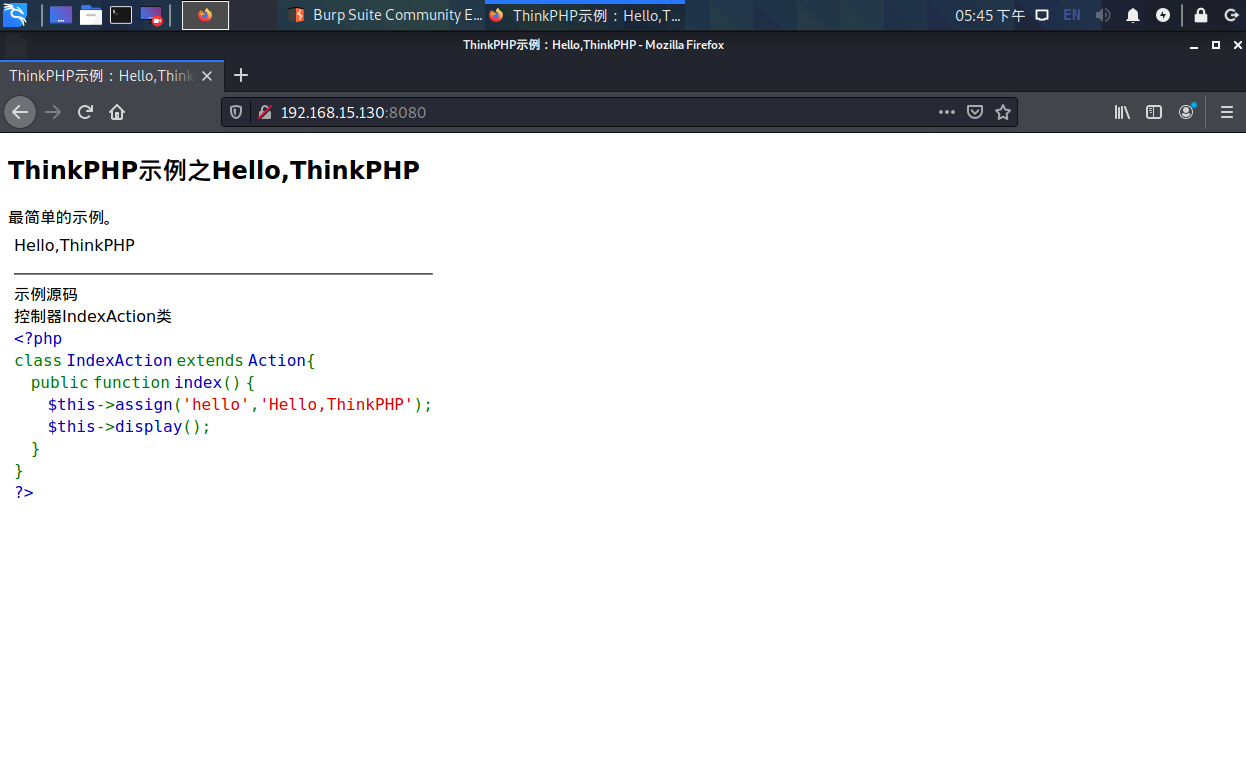 Burp Suite Community E...
ThinkPHP示例：Hello,T...
05:45 下午
EN
ThinkPHP示例：Hello,ThinkPHP - Mozilla Firefox
ThinkPHP示例：Hello,Think
192.168.15.130:8080
ThinkPHP示例之Hello,ThinkPHP
最简单的示例。
Hello,ThinkPHP
示例源码
控制器IndexAction类
<?php
class IndexAction extends Action{
public function index() {
$this->assign('hello','Hello,ThinkPHP');
$this->display();
}
}
?>